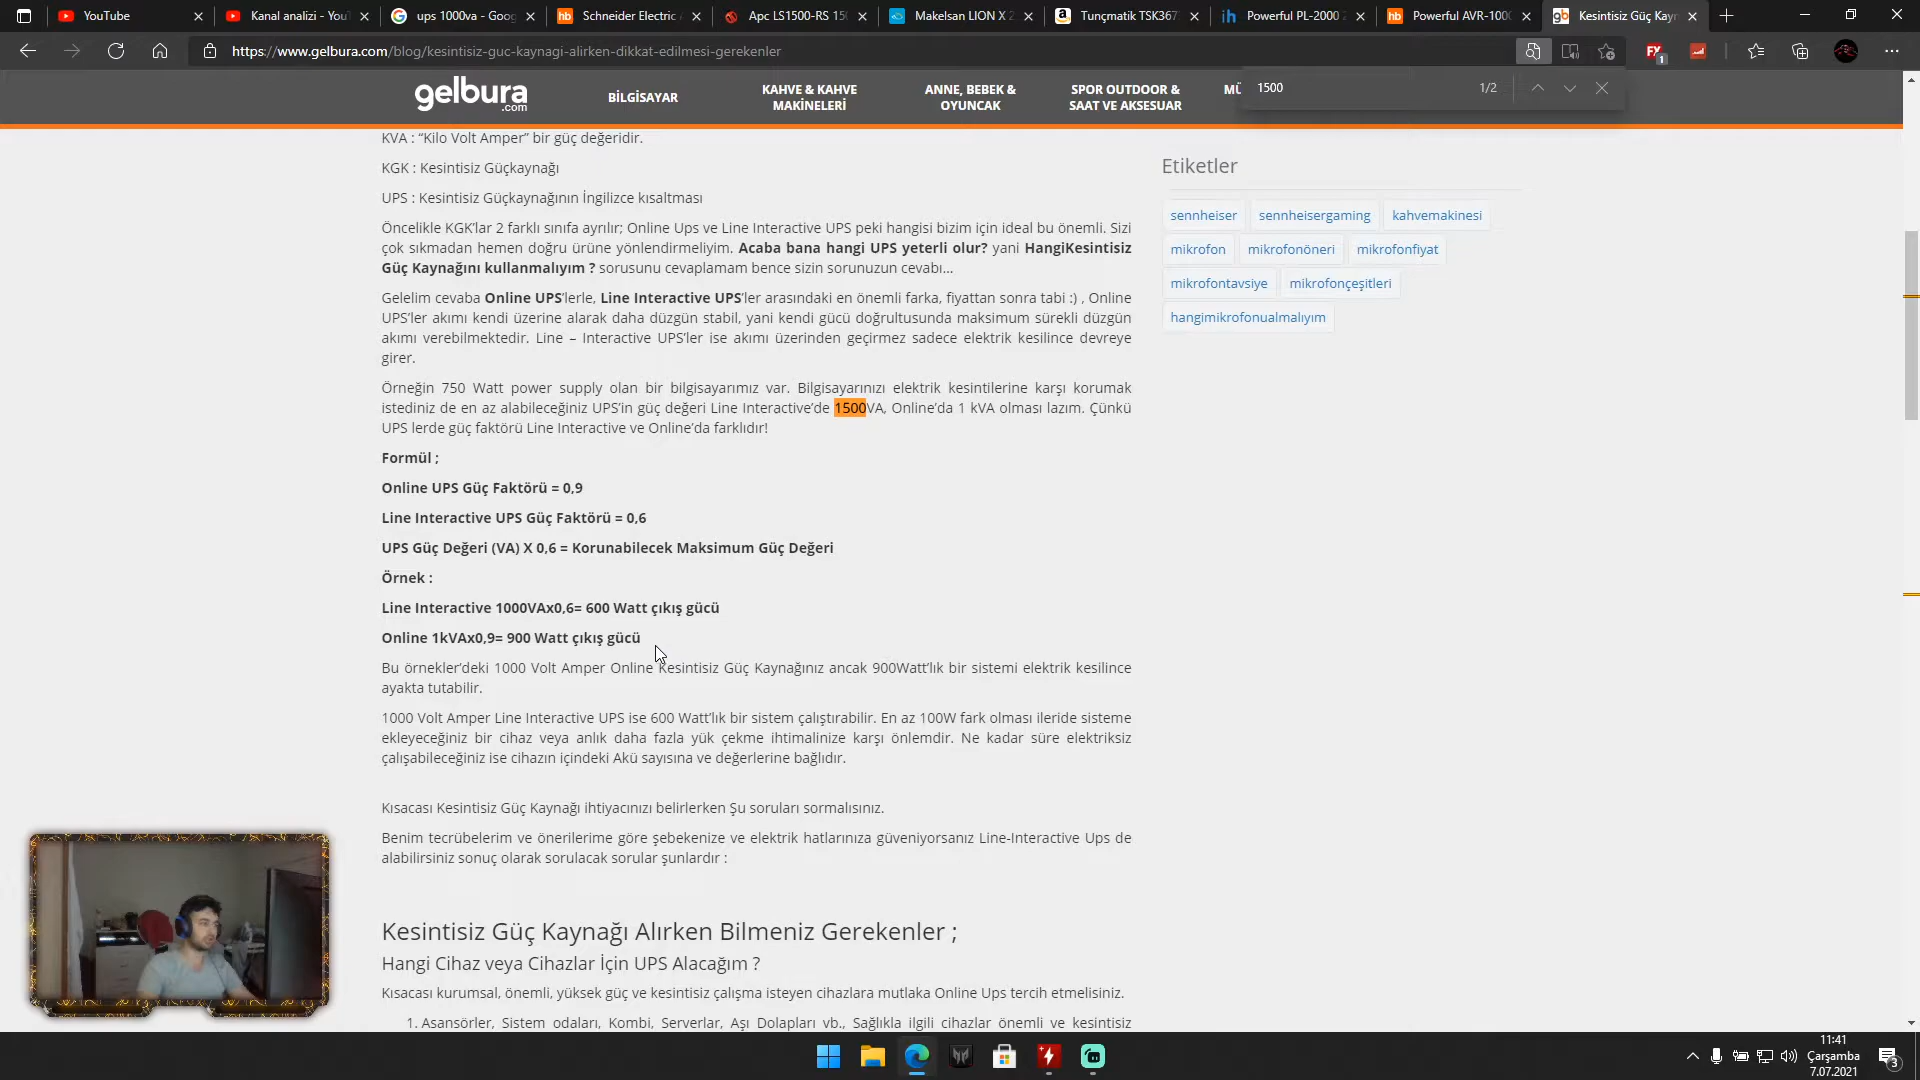 YouTube
Kanal analizi - You
ups 1000va - Goog
Schneider Electric
Apc LS1500-RS 15
Makelsan LION X 2
Tunçmatik TSK367
Powerful PL-2000
Powerful AVR-100
Kesintisiz Güç Kayn
https://www.gelbura.com/blog/kesintisiz-guc-kaynagi-alirken-dikkat-edilmesi-gerekenler
gelbura.com
BİLGİSAYAR
KAHVE & KAHVE
MAKİNELERİ
ANNE, BEBEK &
OYUNCAK
SPOR OUTDOOR &
SAAT VE AKSESUAR
MÜ
1500
1/2
KVA : “Kilo Volt Amper” bir güç değeridir.
KGK : Kesintisiz Güçkaynağı
UPS : Kesintisiz Güçkaynağının İngilizce kısaltması
Öncelikle KGK’lar 2 farklı sınıfa ayrılır; Online Ups ve Line Interactive UPS peki hangisi bizim için ideal bu önemli. Sizi
çok sıkmadan hemen doğru ürüne yönlendirmeliyim. Acaba bana hangi UPS yeterli olur? yani HangiKesintisiz
Güç Kaynağını kullanmalıyım ? sorusunu cevaplamam bence sizin sorunuzun cevabı…
Gelelim cevaba Online UPS’lerle, Line Interactive UPS’ler arasındaki en önemli farka, fiyattan sonra tabi :) , Online
UPS’ler akımı kendi üzerine alarak daha düzgün stabil, yani kendi gücü doğrultusunda maksimum sürekli düzgün
akımı verebilmektedir. Line – Interactive UPS’ler ise akımı üzerinden geçirmez sadece elektrik kesilince devreye
girer.
Örneğin 750 Watt power supply olan bir bilgisayarımız var. Bilgisayarınızı elektrik kesintilerine karşı korumak
istediniz de en az alabileceğiniz UPS’in güç değeri Line Interactive’de 1500VA, Online’da 1 kVA olması lazım. Çünkü
UPS lerde güç faktörü Line Interactive ve Online’da farklıdır!
Formül ;
Online UPS Güç Faktörü = 0,9
Line Interactive UPS Güç Faktörü = 0,6
UPS Güç Değeri (VA) X 0,6 = Korunabilecek Maksimum Güç Değeri
Örnek :
Line Interactive 1000VAx0,6= 600 Watt çıkış gücü
Online 1kVAx0,9= 900 Watt çıkış gücü
Bu örnekler’deki 1000 Volt Amper Online Kesintisiz Güç Kaynağınız ancak 900Watt’lık bir sistemi elektrik kesilince
ayakta tutabilir.
1000 Volt Amper Line Interactive UPS ise 600 Watt’lık bir sistem çalıştırabilir. En az 100W fark olması ileride sisteme
ekleyeceğiniz bir cihaz veya anlık daha fazla yük çekme ihtimalinize karşı önlemdir. Ne kadar süre elektriksiz
çalışabileceğiniz ise cihazın içindeki Akü sayısına ve değerlerine bağlıdır.
Kısacası Kesintisiz Güç Kaynağı ihtiyacınızı belirlerken Şu soruları sormalısınız.
Benim tecrübelerim ve önerilerime göre şebekenize ve elektrik hatlarınıza güveniyorsanız Line-Interactive Ups de
alabilirsiniz sonuç olarak sorulacak sorular şunlardır :
Kesintisiz Güç Kaynağı Alırken Bilmeniz Gerekenler ;
Hangi Cihaz veya Cihazlar İçin UPS Alacağım ?
Kısacası kurumsal, önemli, yüksek güç ve kesintisiz çalışma isteyen cihazlara mutlaka Online Ups tercih etmelisiniz.
1. Asansörler, Sistem odaları, Kombi, Serverlar, Aşı Dolapları vb., Sağlıkla ilgili cihazlar önemli ve kesintisiz
Etiketler
sennheiser
sennheisergaming
kahvemakinesi
mikrofon
mikrofonöneri
mikrofonfiyat
mikrofontavsiye
mikrofonçeşitleri
hangimikrofonualmalıyım
11:41
Çarşamba
7.07.2021
3